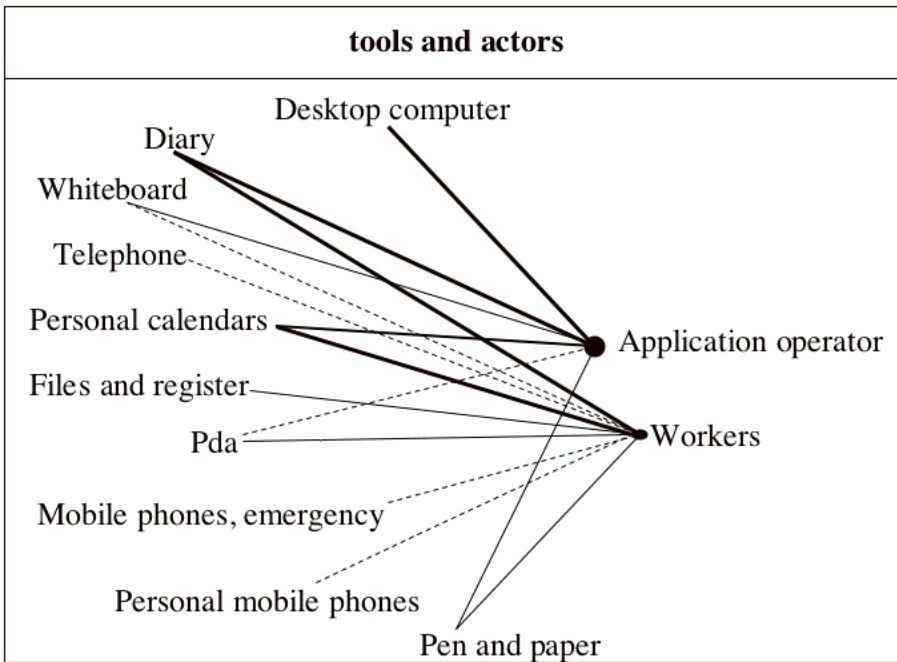 tools and actors
Desktop computer
Diary
Whiteboard
Telephone
Personal calendars
Application operator
Files and register
Pda
Workers
Mobile phones, emergency
Personal mobile phones
Pen and paper